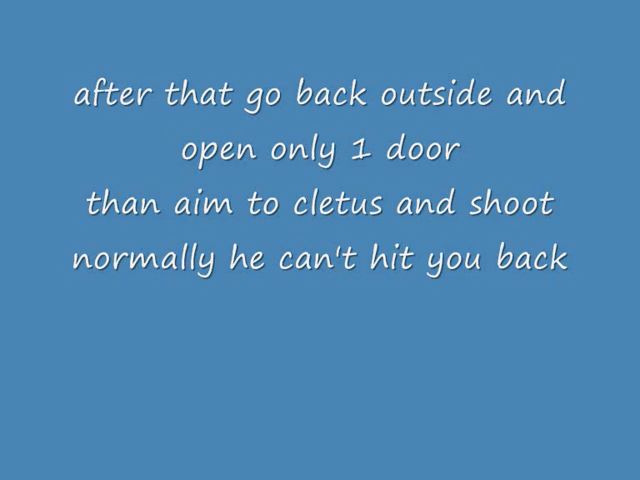 after that go back outside and
open only 1 door
than aim to cletus and shoot
normally he can't hit you back